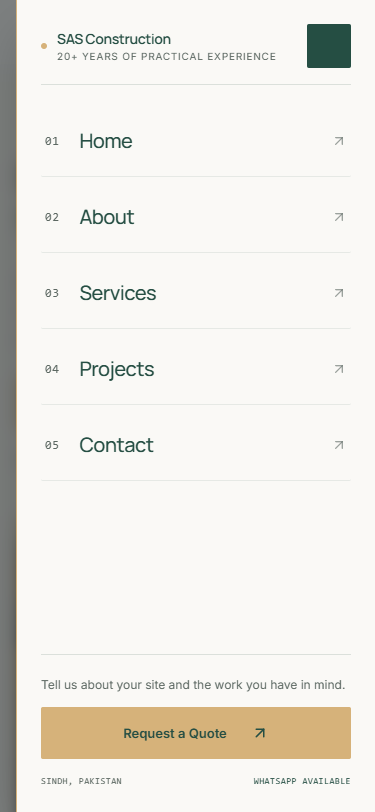 SAS Construction
20+ YEARS OF PRACTICAL EXPERIENCE
01 Home
02 About
03 Services
04 Projects
05 Contact
Tell us about your site and the work you have in mind.
Request a Quote
SINDH, PAKISTAN
WHATSAPP AVAILABLE